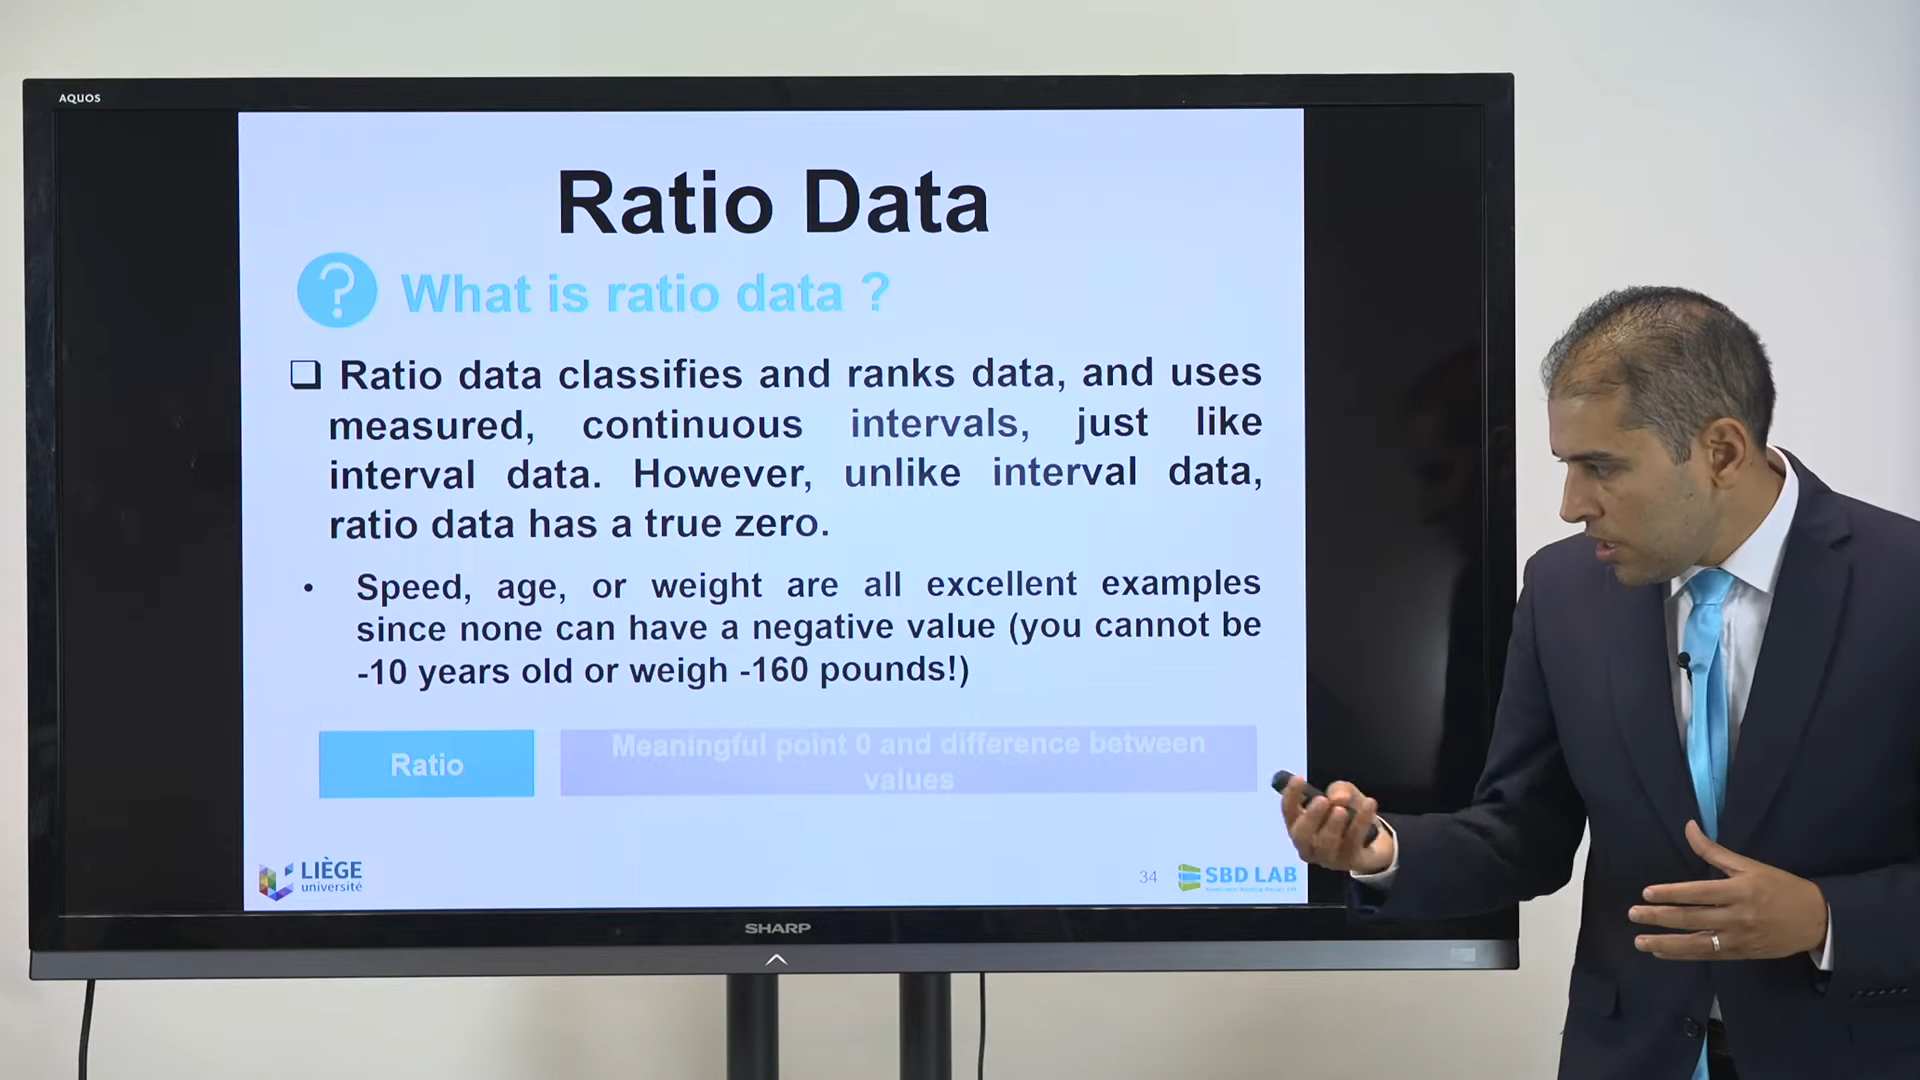 AQUOS
Ratio Data
What is ratio data ?
Ratio data classifies and ranks data, and uses
measured, continuous intervals, just like
interval data. However, unlike interval data,
ratio data has a true zero.
• Speed, age, or weight are all excellent examples
since none can have a negative value (you cannot be
-10 years old or weigh -160 pounds!)
Ratio
Meaningful point 0 and difference between
values
LIÈGE
université
34
SBD LAB
SHARP